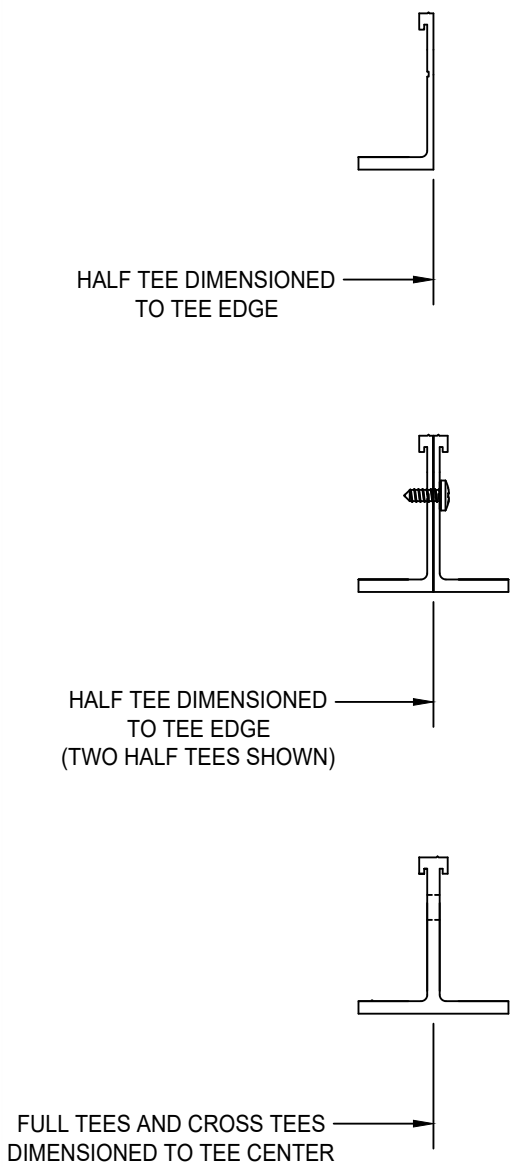 HALF TEE DIMENSIONED
TO TEE EDGE
HALF TEE DIMENSIONED
TO TEE EDGE
(TWO HALF TEES SHOWN)
FULL TEES AND CROSS TEES
DIMENSIONED TO TEE CENTER